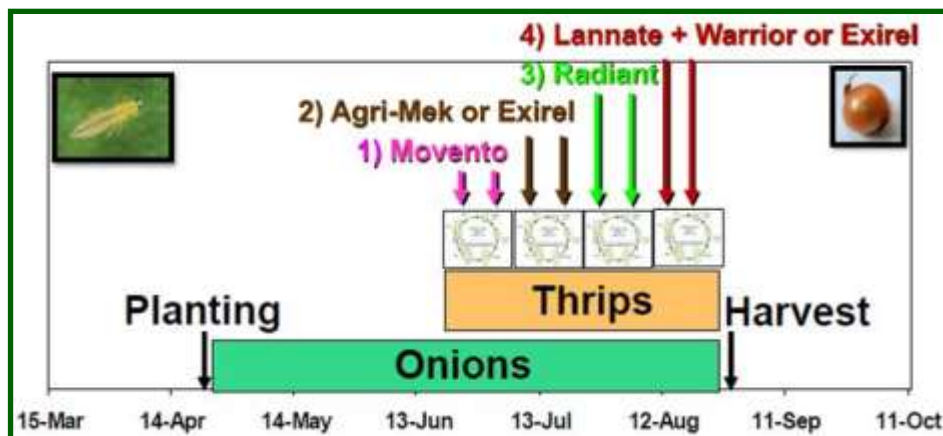 4) Lannate + Warrior or Exirel
3) Radiant
2) Agri-Mek or Exirel
1) Movento
Thrips
Planting
Harvest
Onions
15-Mar 14-Apr 14-May 13-Jun 13-Jul 12-Aug 11-Sep 11-Oct